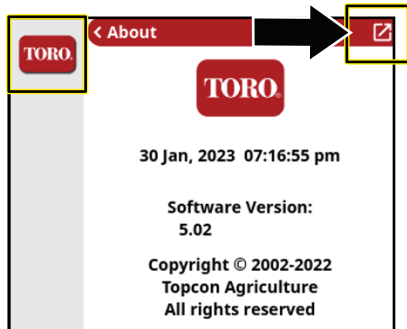 TORO.
< About
TORO.
30 Jan, 2023 07:16:55 pm
Software Version:
5.02
Copyright © 2002-2022
Topcon Agriculture
All rights reserved